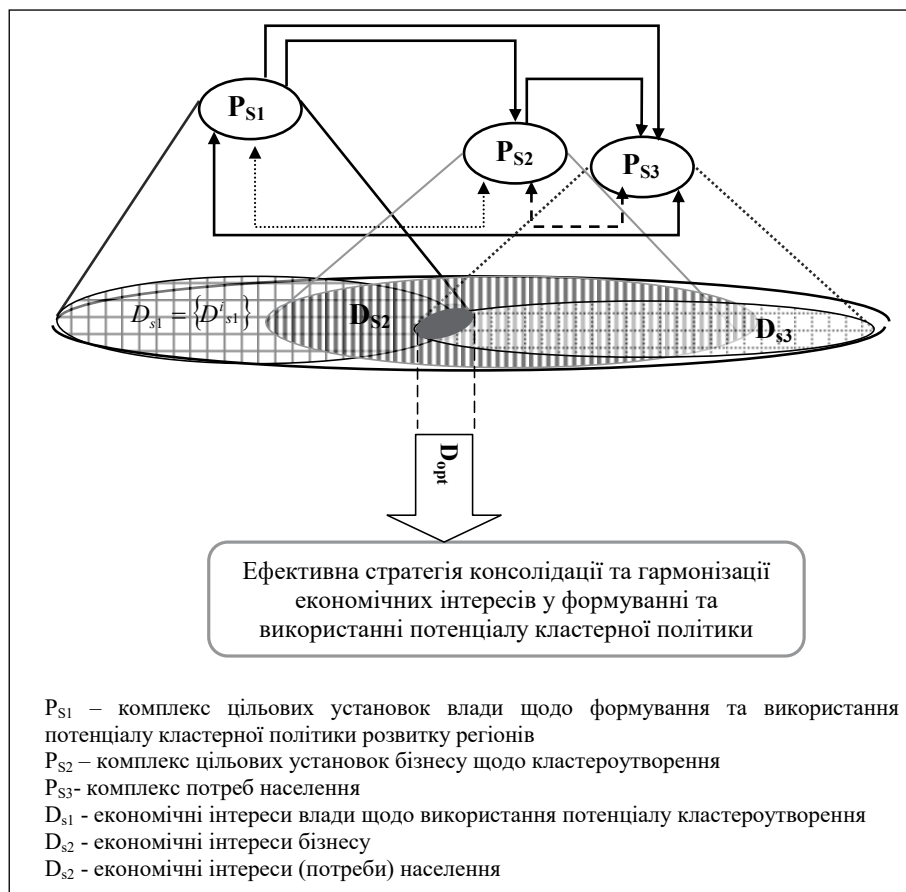 P_S1
P_S2
P_S3
D_s1 = {D^i_s1}
D_S2
D_s3
D_opt
Ефективна стратегія консолідації та гармонізації
економічних інтересів у формуванні та
використанні потенціалу кластерної політики
P_S1 – комплекс цільових установок влади щодо формування та використання
потенціалу кластерної політики розвитку регіонів
P_S2 – комплекс цільових установок бізнесу щодо кластероутворення
P_S3- комплекс потреб населення
D_s1 - економічні інтереси влади щодо використання потенціалу кластероутворення
D_s2 - економічні інтереси бізнесу
D_s2 - економічні інтереси (потреби) населення